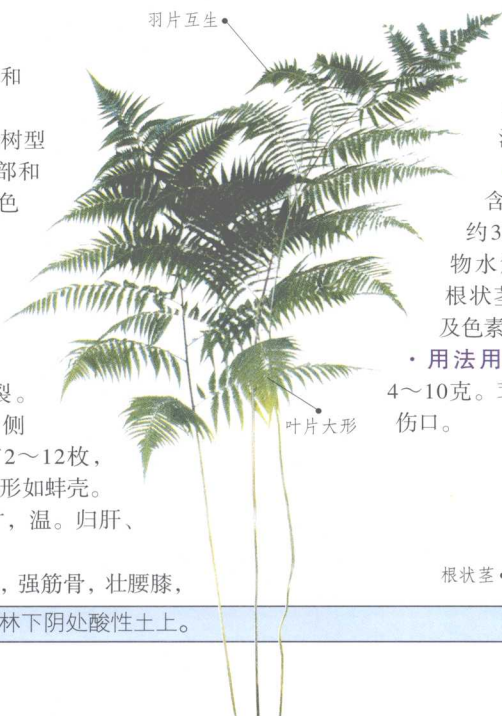 羽片互生
和
树型
部和
色
裂。
侧
2～12枚，
形如蚌壳。
，温。归肝、
，强筋骨，壮腰膝，
林下阴处酸性土上。
含
约3
物水
根状茎
及色素
·用法用
4～10克。
伤口。
叶片大形
根状茎